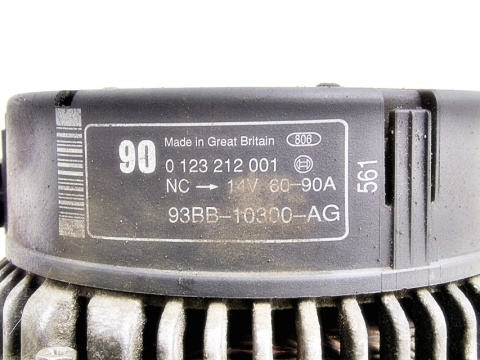 90 Made in Great Britain 806
0 123 212 001
NC → 14V 60-90A
93BB-10300-AG
561